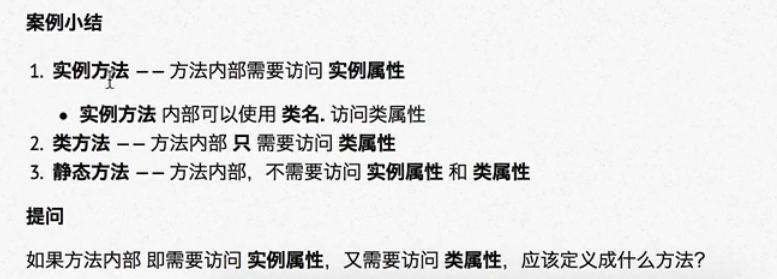 案例小结
1. 实例方法 —— 方法内部需要访问 实例属性
• 实例方法 内部可以使用 类名. 访问类属性
2. 类方法 —— 方法内部 只 需要访问 类属性
3. 静态方法 —— 方法内部，不需要访问 实例属性 和 类属性
提问
如果方法内部 即需要访问 实例属性，又需要访问 类属性，应该定义成什么方法？